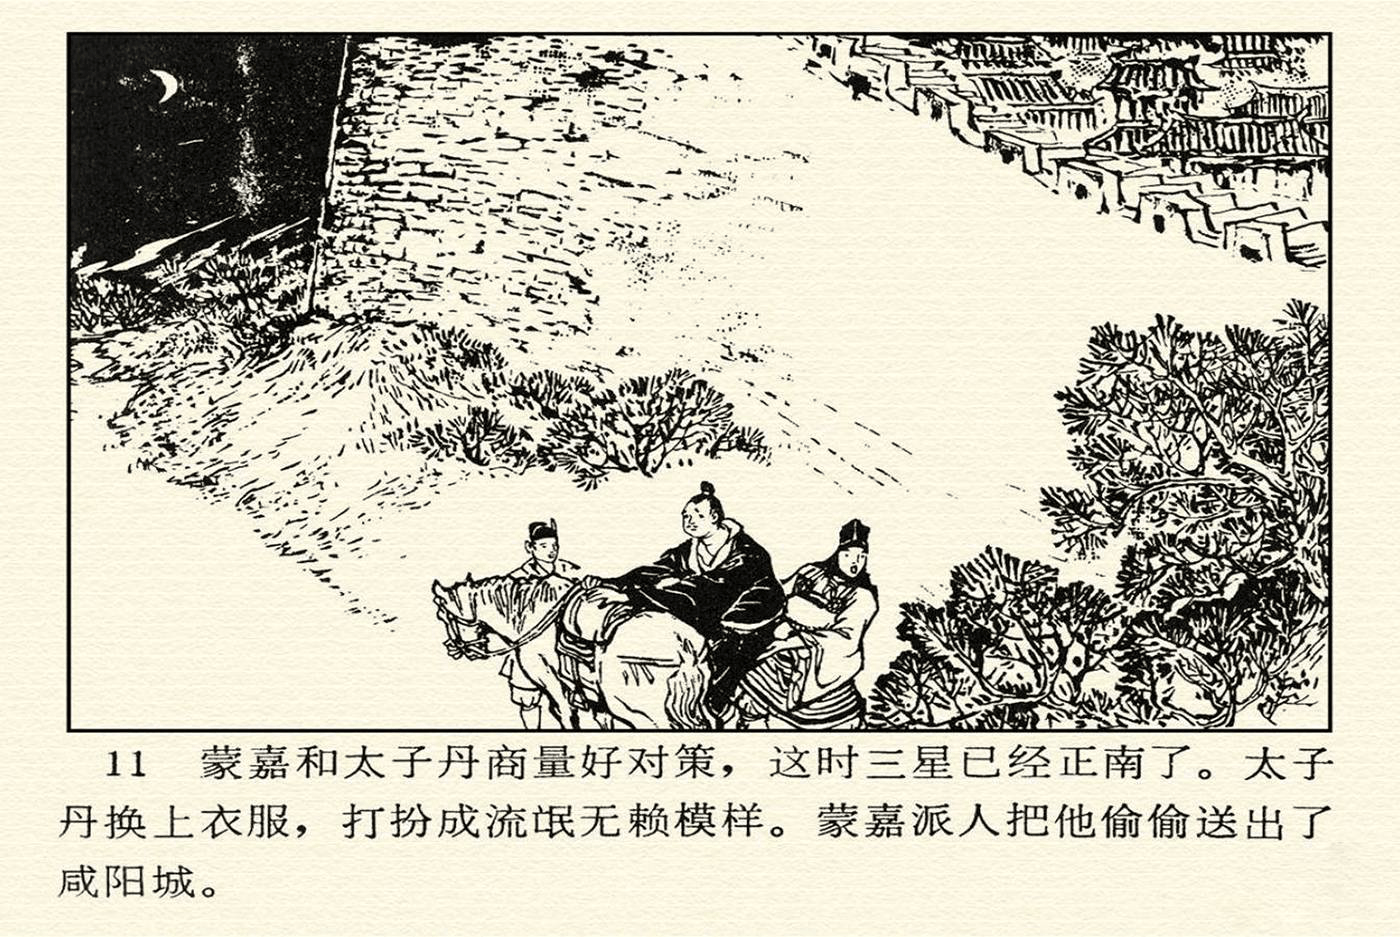 11 蒙嘉和太子丹商量好对策，这时三星已经正南了。太子
丹换上衣服，打扮成流氓无赖模样。蒙嘉派人把他偷偷送出了
咸阳城。